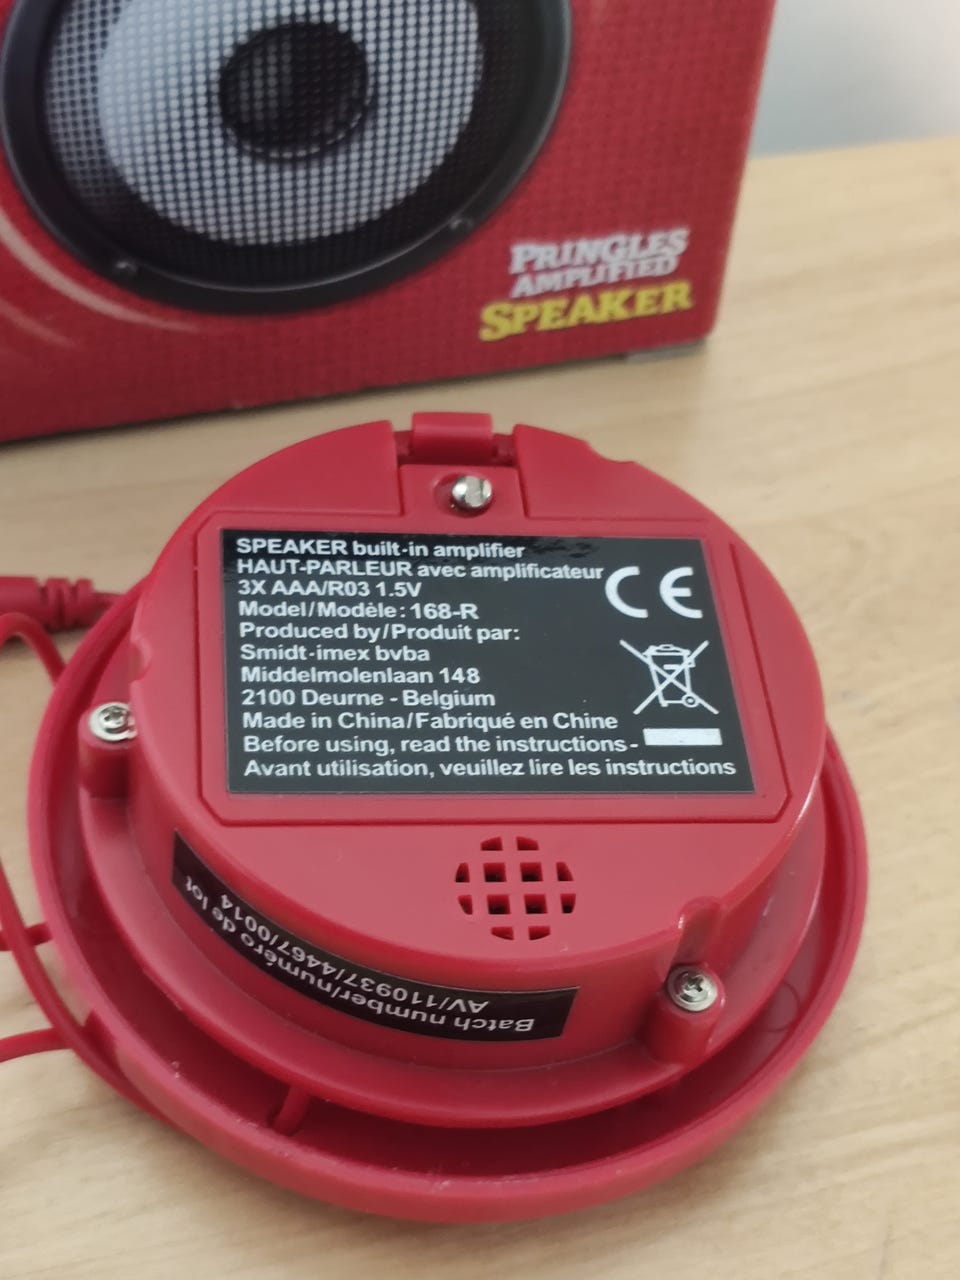 PRINGLES
AMPLIFIED
SPEAKER
SPEAKER built-in amplifier
HAUT-PARLEUR avec amplificateur
3X AAA/R03 1.5V
Model/Modèle: 168-R
Produced by/Produit par:
Smidt-imex bvba
Middelmolenlaan 148
2100 Deurne - Belgium
Made in China/Fabriqué en Chine
Before using, read the instructions-
Avant utilisation, veuillez lire les instructions
CE
Batch number/numéro de lot
AV/110937/4467/0014